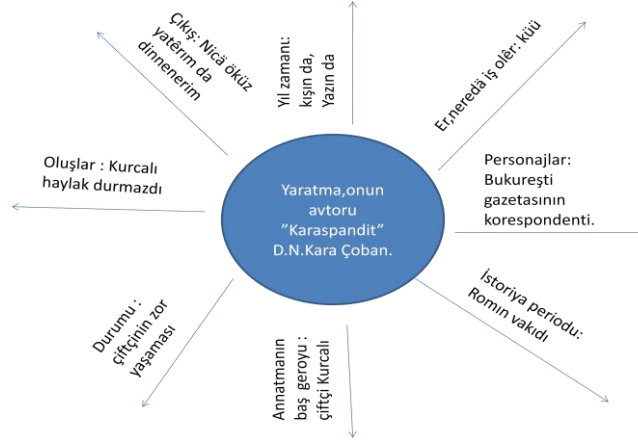 Çıkış: Nicä öküz
yatêrım da
dinnenerim
Yıl zamanı:
kışın da,
Yazın da
Er,neredä iş olêr: küü
Oluşlar : Kurcalı
haylak durmazdı
Yaratma,onun
avtoru
”Karaspandit”
D.N.Kara Çoban.
Personajlar:
Bukureşti
gazetasının
korespondenti.
Durumu :
çiftçinin zor
yaşaması
Annatmanın
baş geroyu :
çiftçi Kurcalı
İstoriya periodu:
Romın vakıdı